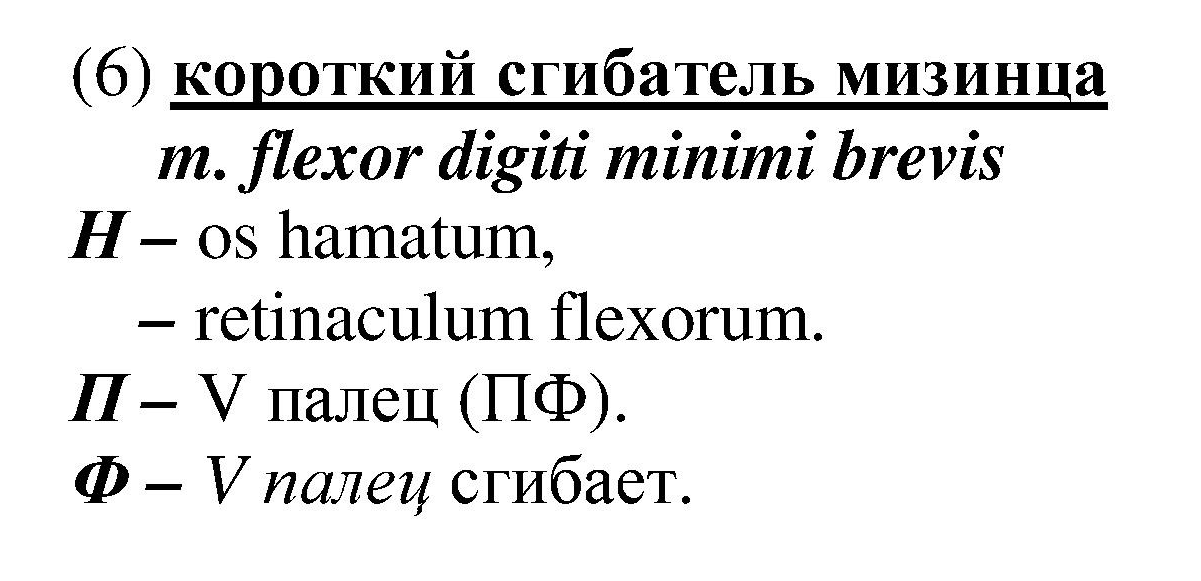 (6) короткий сгибатель мизинца
m. flexor digiti minimi brevis
Н – os hamatum,
– retinaculum flexorum.
П – V палец (ПФ).
Ф – V палец сгибает.